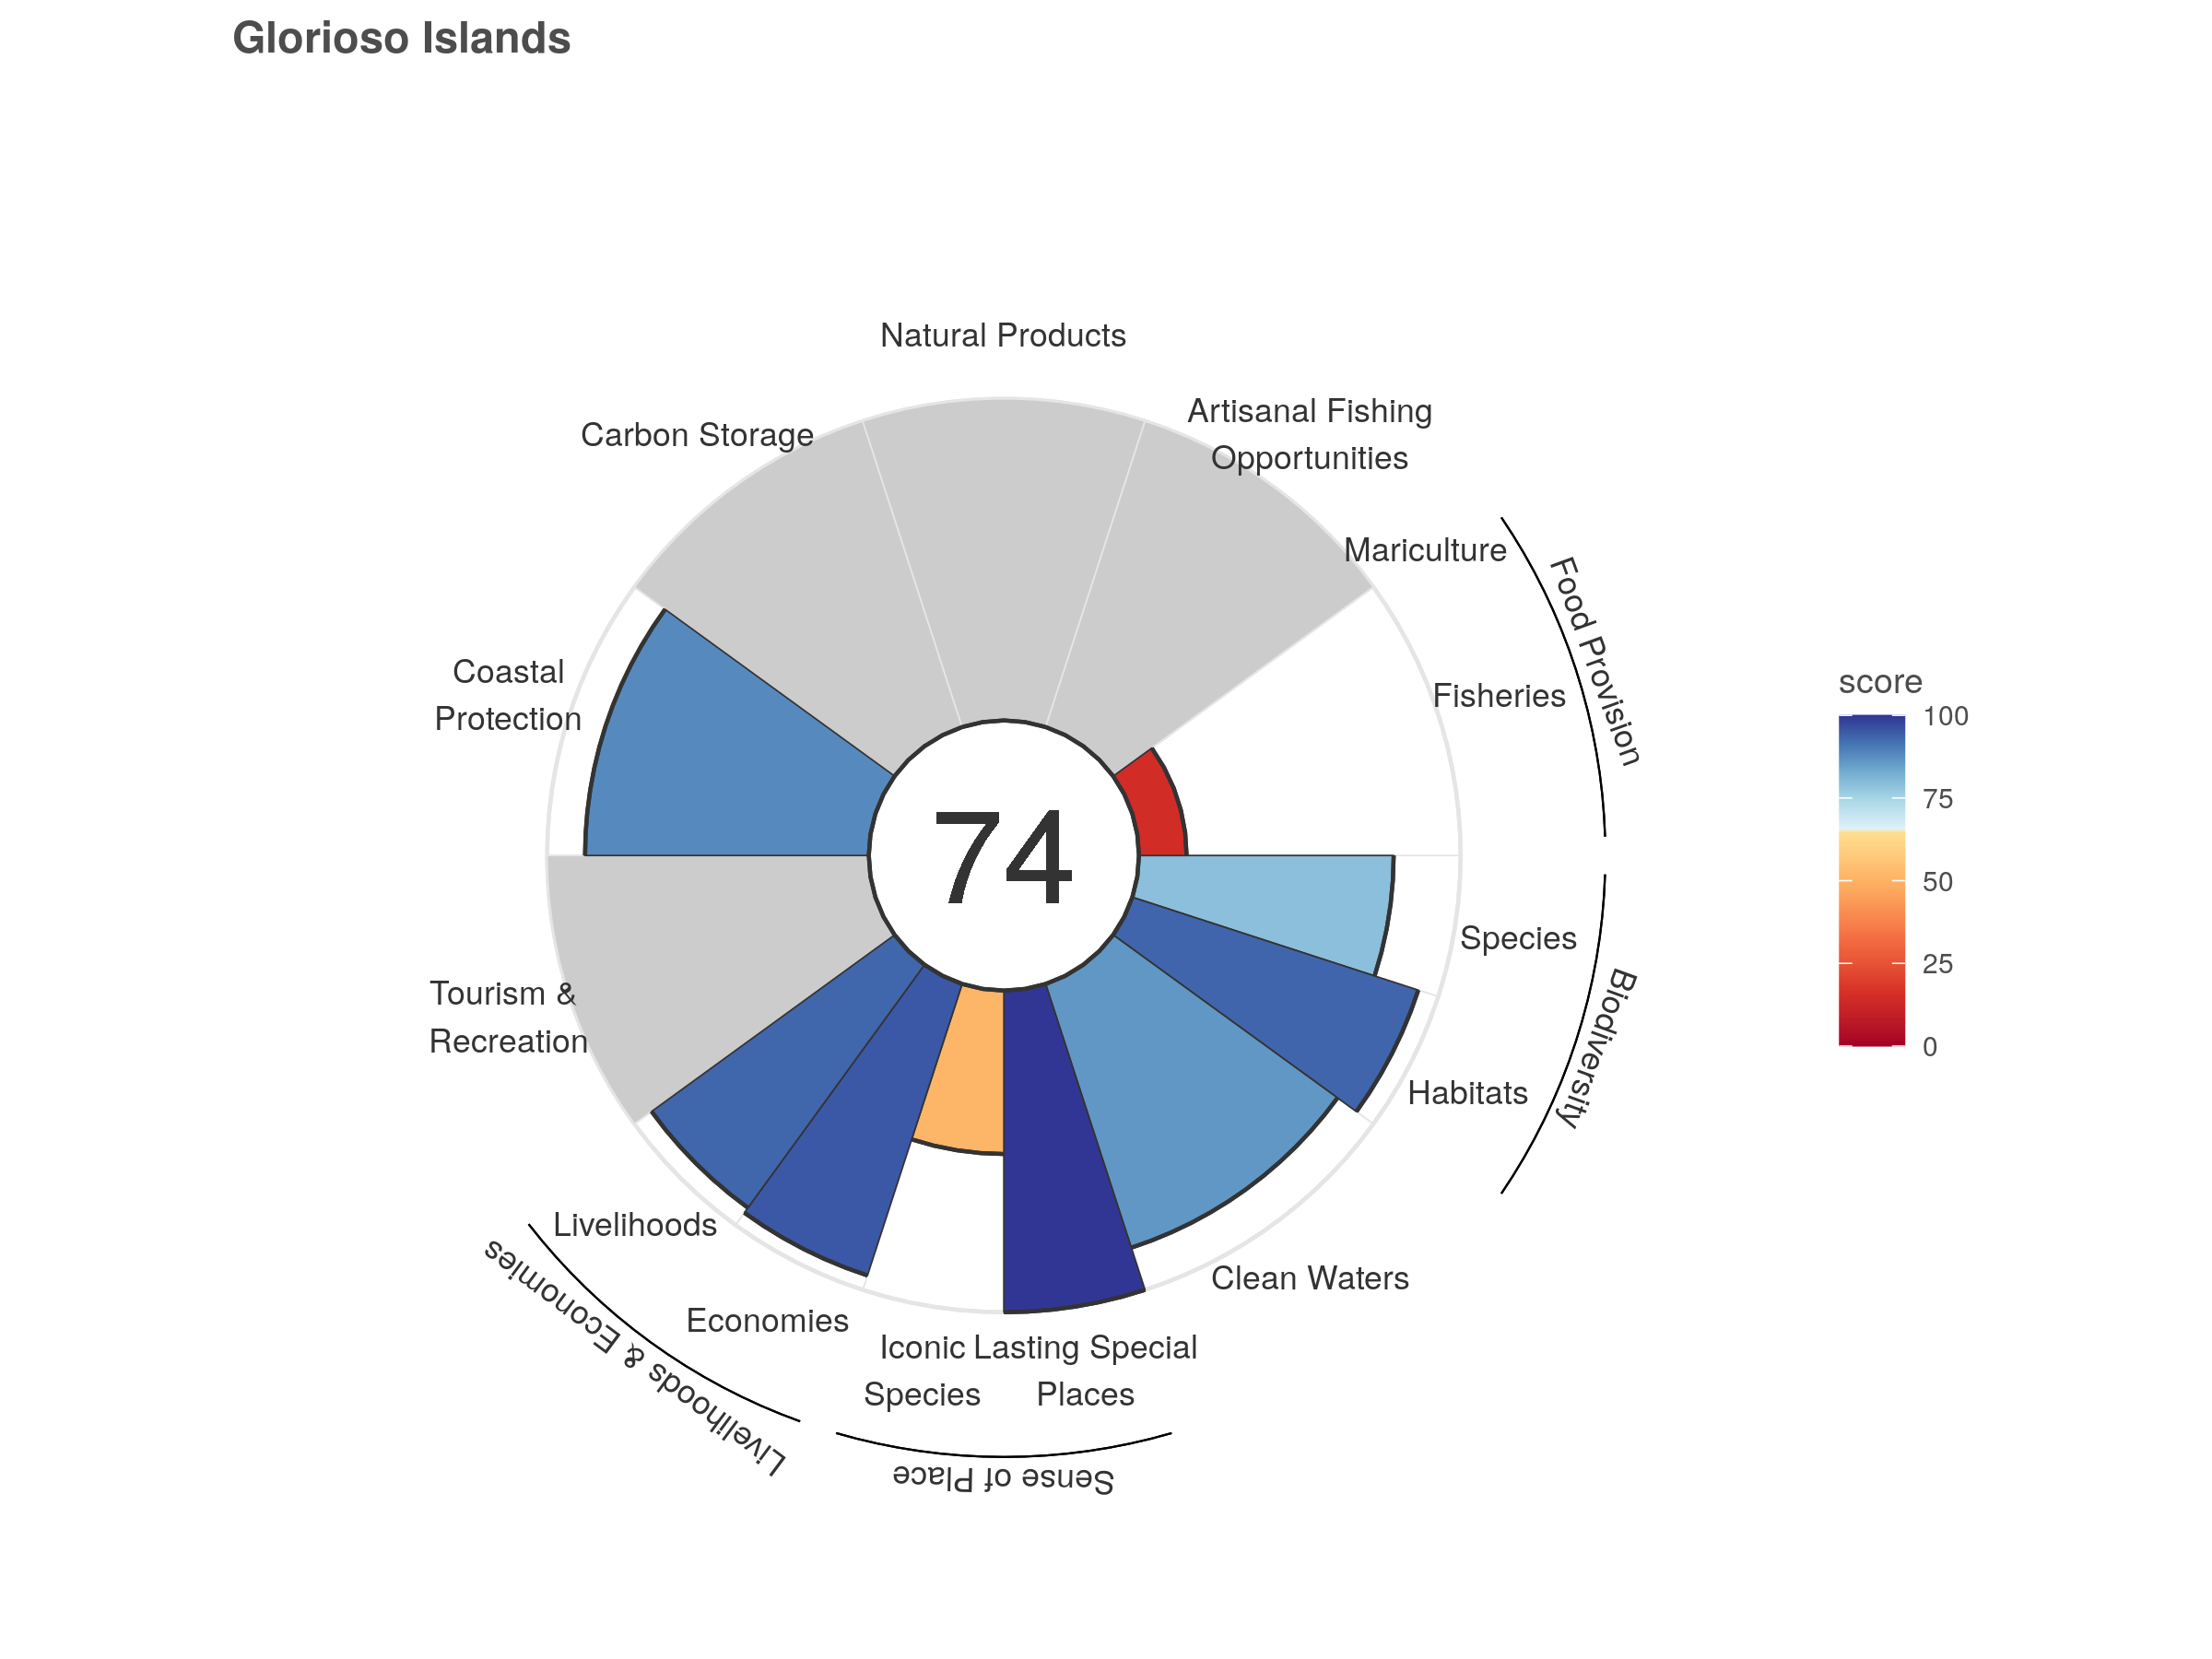 Glorioso Islands
Natural Products
Artisanal Fishing
Opportunities
Carbon Storage
Mariculture
Food Provision
Fisheries
Coastal
Protection
score
100
75
50
25
0
74
Species
Biodiversity
Tourism &
Recreation
Habitats
Livelihoods
Clean Waters
Economies
Livelihoods & Economies
Iconic
Species
Lasting Special
Places
Sense of Place